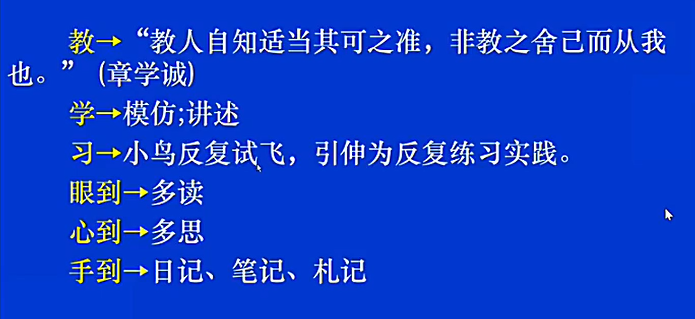 教→“教人自知适当其可之准，非教之舍己而从我
也。”（章学诚)
学→模仿;讲述
习→小鸟反复试飞，引伸为反复练习实践。
眼到→多读
心到→多思
手到→日记、笔记、札记